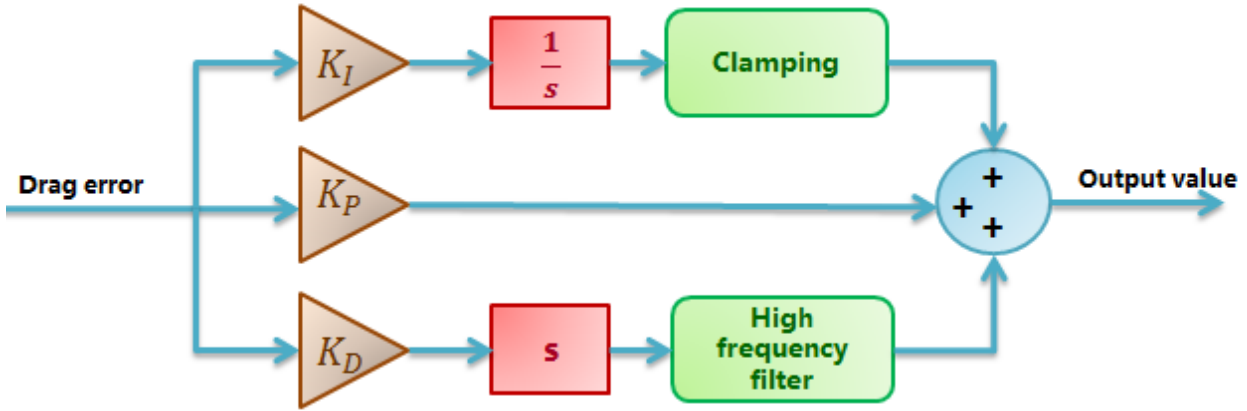 K_I
1
s
Clamping
Drag error
K_P
+
+
+
Output value
K_D
s
High
frequency
filter